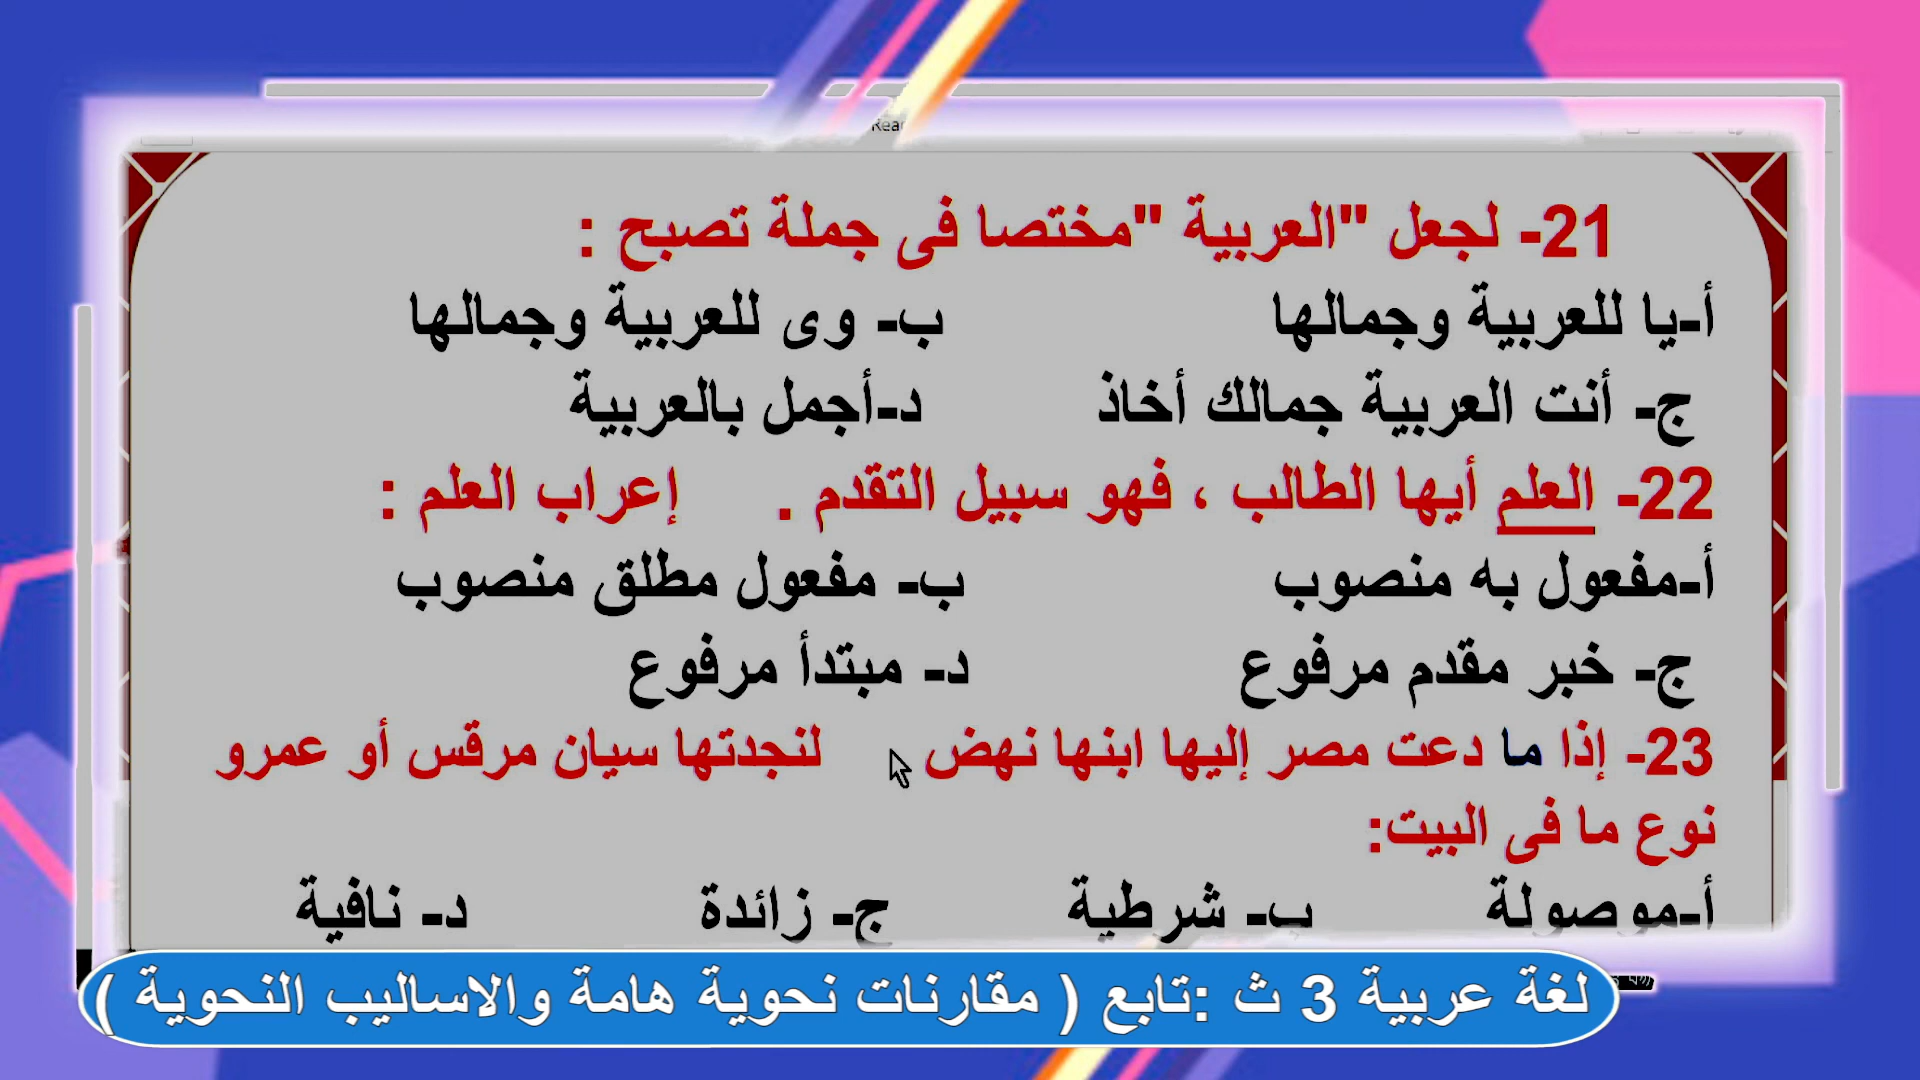 Rea
21- لجعل "العربية "مختصا فى جملة تصبح :
أ-يا للعربية وجمالها ب- وى للعربية وجمالها
ج- أنت العربية جمالك أخاذ د-أجمل بالعربية
22- العلم أيها الطالب ، فهو سبيل التقدم . إعراب العلم :
أ-مفعول به منصوب ب- مفعول مطلق منصوب
ج- خبر مقدم مرفوع د- مبتدأ مرفوع
23- إذا ما دعت مصر إليها ابنها نهض لنجدتها سيان مرقس أو عمرو
نوع ما فى البيت:
أ-موصولة ب- شرطية ج- زائدة د- نافية
لغة عربية 3 ث :تابع ( مقارنات نحوية هامة والاساليب النحوية )